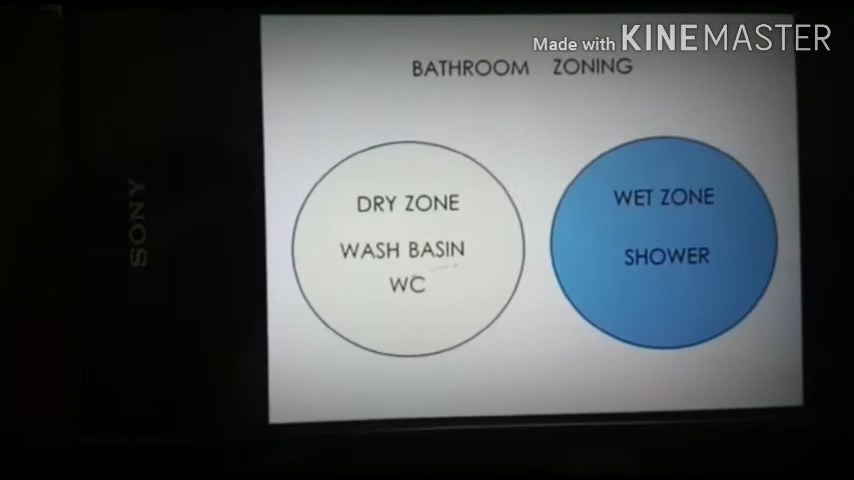 Made with KINEMASTER
BATHROOM ZONING
DRY ZONE
WASH BASIN
WC
WET ZONE
SHOWER
SONY